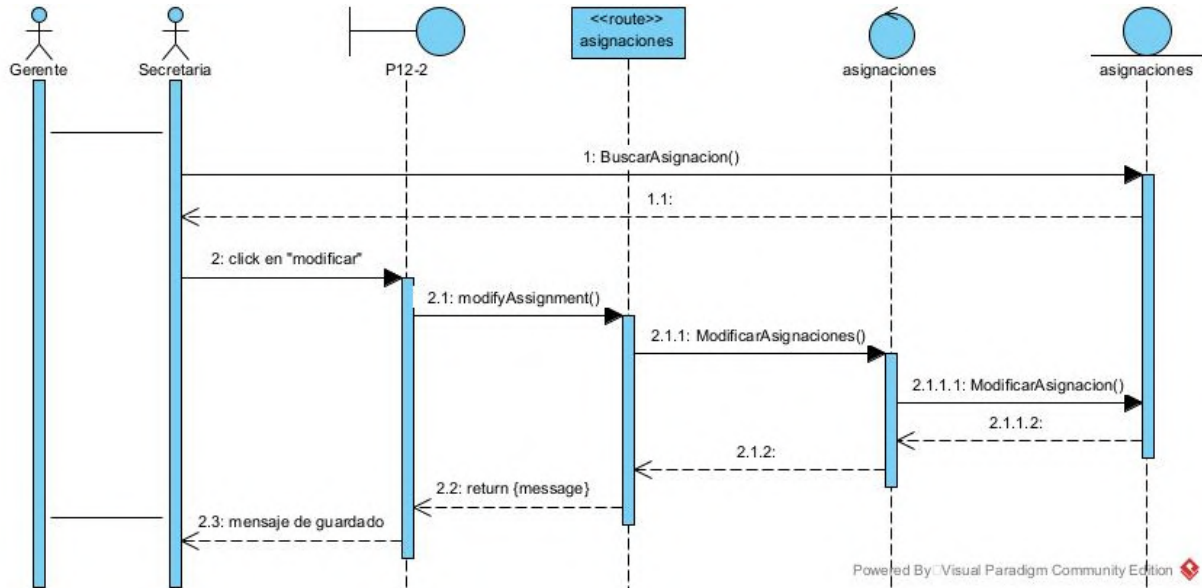 Gerente
Secretaria
P12-2
<<route>>
asignaciones
asignaciones
asignaciones
1: BuscarAsignacion()
1.1:
2: click en "modificar"
2.1: modifyAssignment()
2.1.1: ModificarAsignaciones()
2.1.1.1: ModificarAsignacion()
2.1.1.2:
2.1.2:
2.2: return {message}
2.3: mensaje de guardado
Powered By Visual Paradigm Community Edition